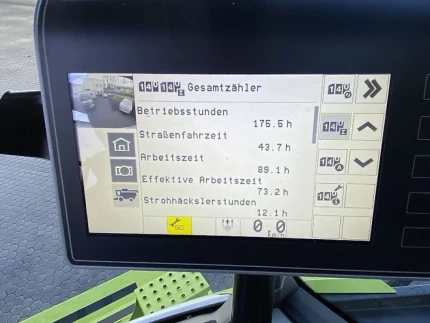 Gesamtzähler
Betriebsstunden
175.5 h
Straßenfahrzeit
43.7 h
Arbeitszeit
89.1 h
Effektive Arbeitszeit
73.2 h
Strohhäckslerstunden
12.1 h
0.0
km/h